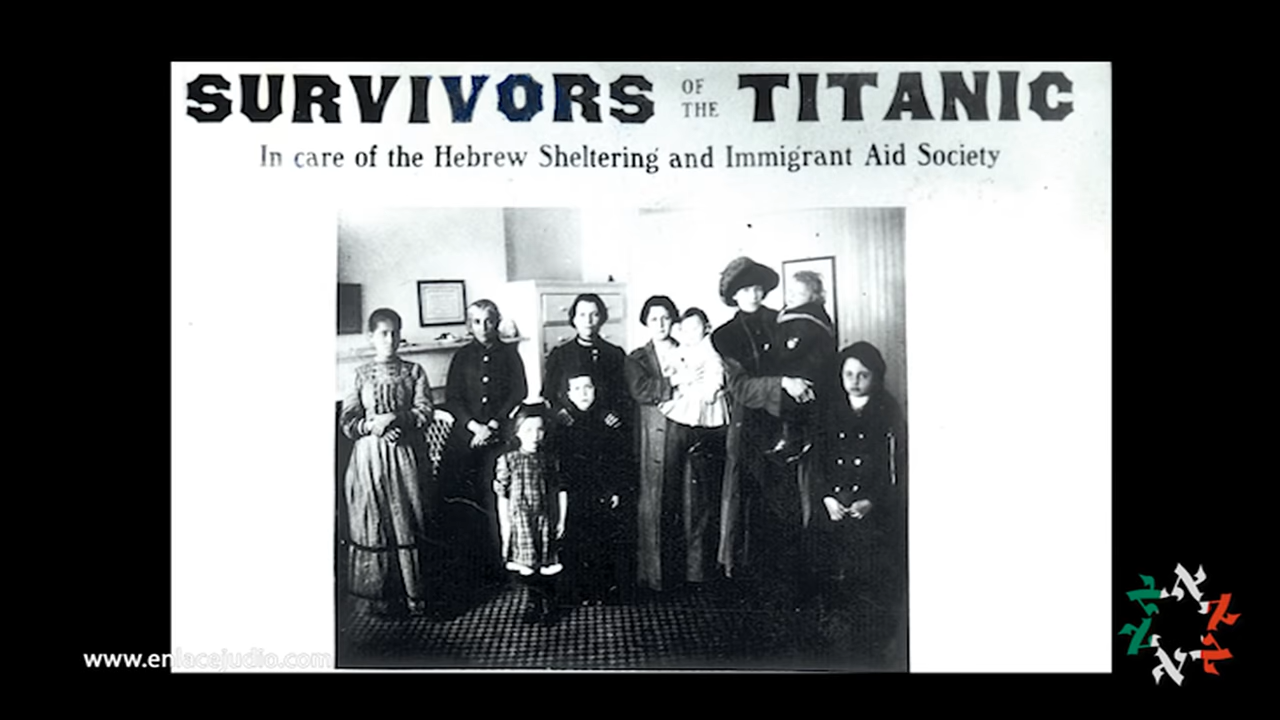 SURVIVORS OF THE TITANIC
In care of the Hebrew Sheltering and Immigrant Aid Society
www.enlacejudio.com
א א א א א א